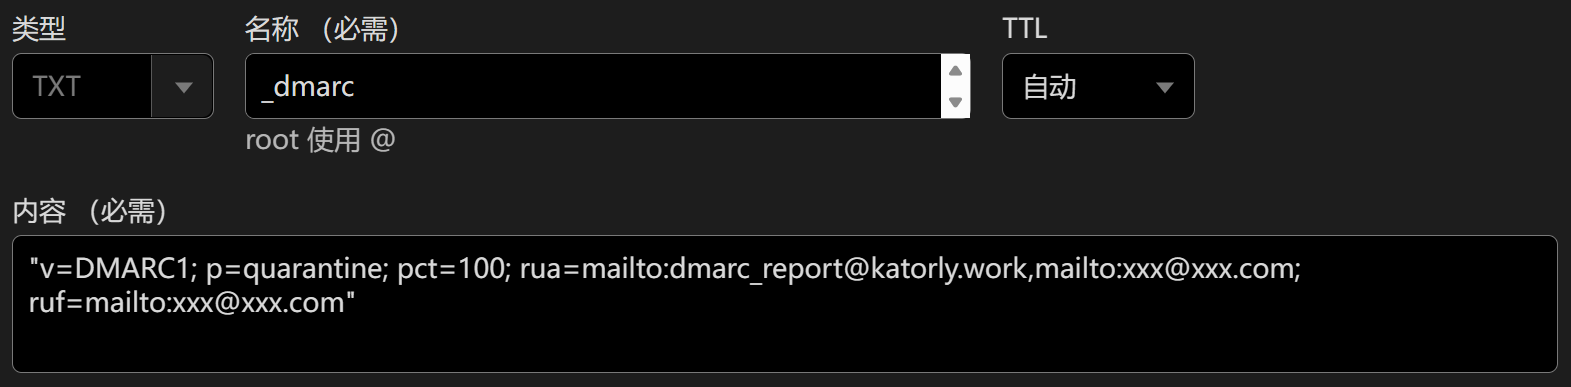 类型
名称 （必需）
TTL
TXT
_dmarc
自动
root 使用 @
内容 （必需）
"v=DMARC1; p=quarantine; pct=100; rua=mailto:dmarc_report@katorly.work,mailto:xxx@xxx.com;
ruf=mailto:xxx@xxx.com"